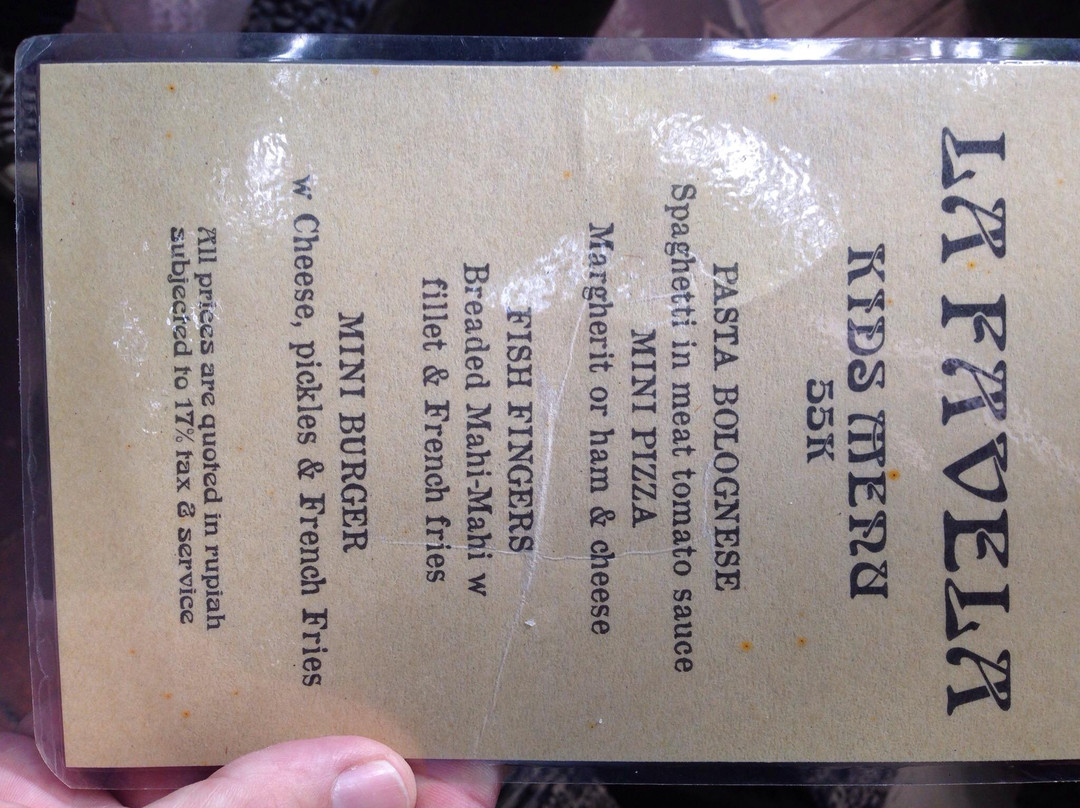 LA FAVELA
KIDS MENU
55K
PASTA BOLOGNESE
Spaghetti in meat tomato sauce
MINI PIZZA
Margherit or ham & cheese
FISH FINGERS
Breaded Mahi-Mahi w
fillet & French fries
MINI BURGER
w Cheese, pickles & French Fries
All prices are quoted in rupiah
subjected to 17% tax & service